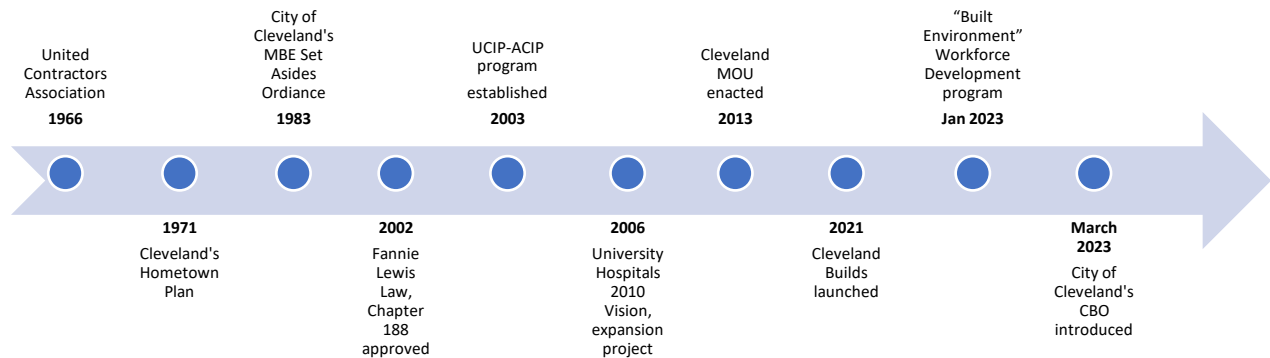 United
Contractors
Association
1966
City of
Cleveland's
MBE Set
Asides
Ordiance
1983
UCIP-ACIP
program
established
2003
Cleveland
MOU
enacted
2013
“Built
Environment”
Workforce
Development
program
Jan 2023
1971
Cleveland's
Hometown
Plan
2002
Fannie
Lewis
Law,
Chapter
188
approved
2006
University
Hospitals
2010
Vision,
expansion
project
2021
Cleveland
Builds
launched
March
2023
City of
Cleveland's
CBO
introduced